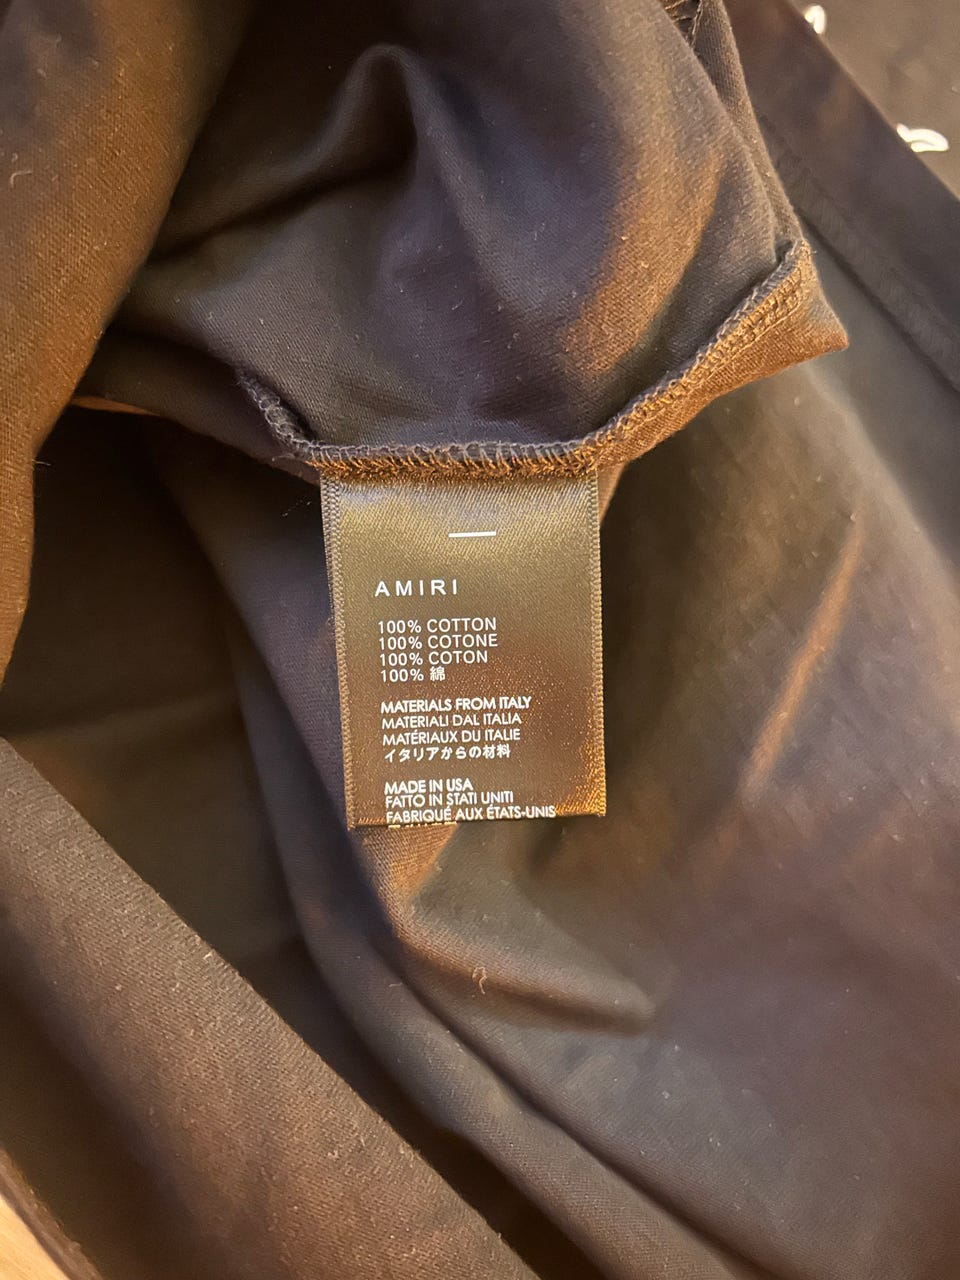 AMIRI
100% COTTON
100% COTONE
100% COTON
100% 綿
MATERIALS FROM ITALY
MATERIALI DAL ITALIA
MATÉRIAUX DU ITALIE
イタリアからの材料
MADE IN USA
FATTO IN STATI UNITI
FABRIQUÉ AUX ÉTATS-UNIS